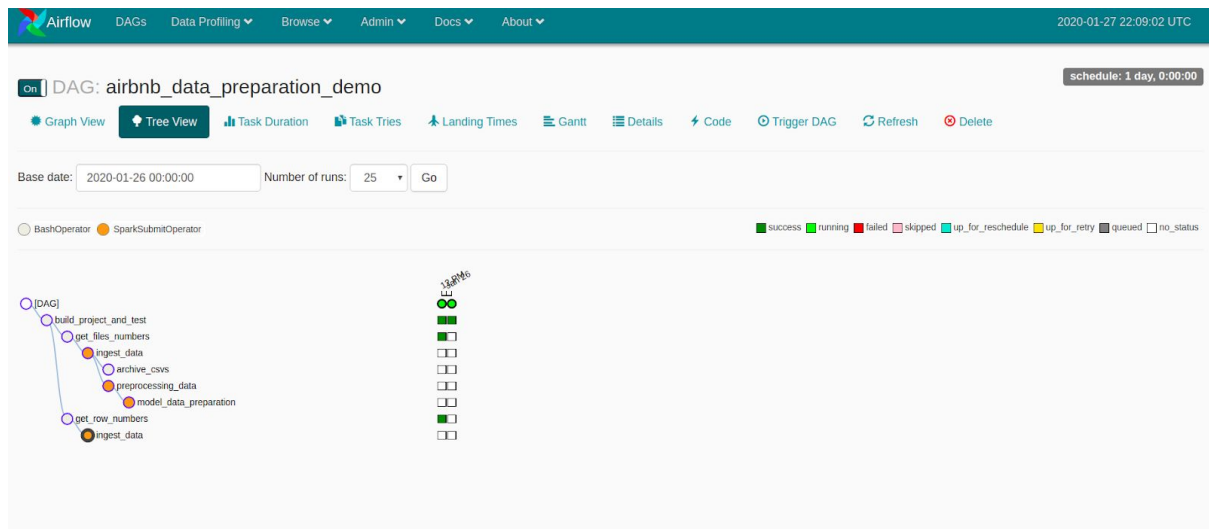 Airflow DAGs Data Profiling Browse Admin Docs About 2020-01-27 22:09:02 UTC
schedule: 1 day, 0:00:00
On DAG: airbnb_data_preparation_demo
Graph View Tree View Task Duration Task Tries Landing Times Gantt Details Code Trigger DAG Refresh Delete
Base date: 2020-01-26 00:00:00 Number of runs: 25 Go
BashOperator SparkSubmitOperator success running failed skipped up_for_reschedule up_for_retry queued no_status
[DAG]
build_project_and_test
get_files_numbers
ingest_data
archive_csvs
preprocessing_data
model_data_preparation
get_row_numbers
ingest_data